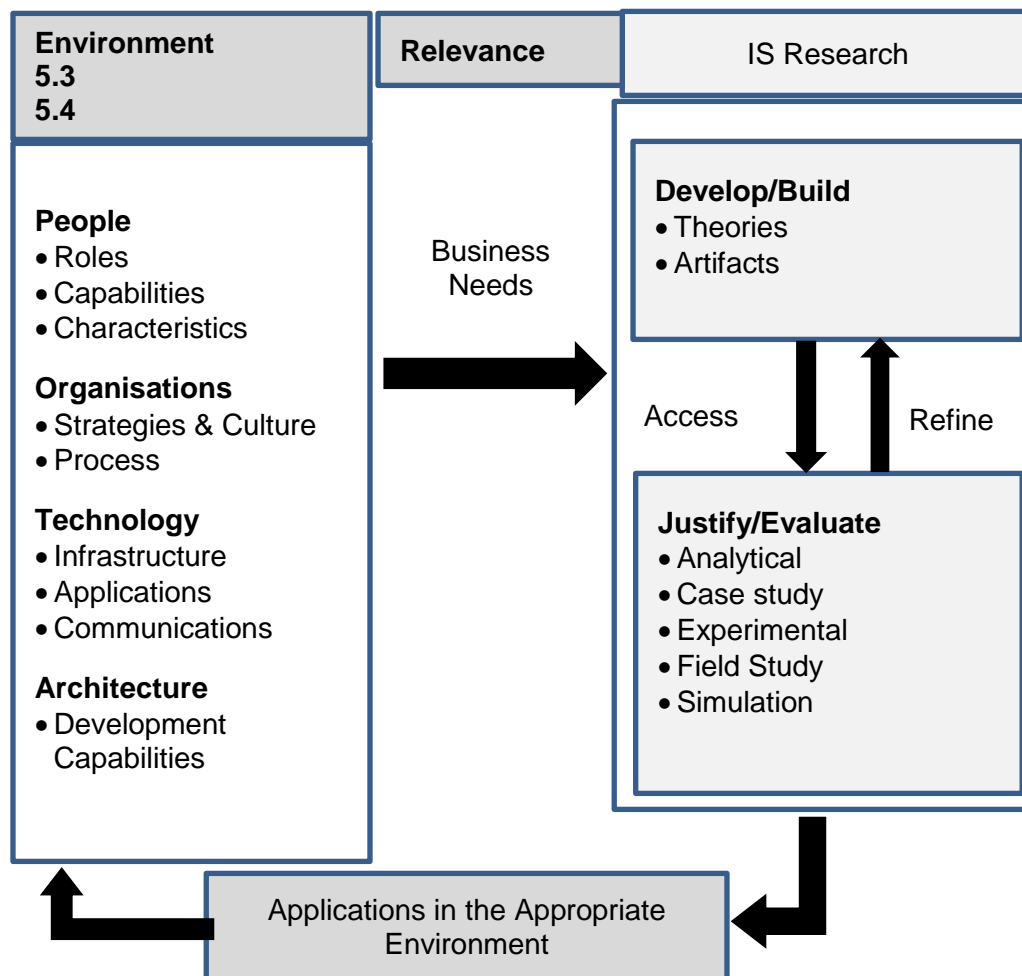 Environment
5.3
5.4
Relevance
IS Research
People
• Roles
• Capabilities
• Characteristics
Organisations
• Strategies & Culture
• Process
Technology
• Infrastructure
• Applications
• Communications
Architecture
• Development
Capabilities
Business
Needs
Develop/Build
• Theories
• Artifacts
Access
Refine
Justify/Evaluate
• Analytical
• Case study
• Experimental
• Field Study
• Simulation
Applications in the Appropriate
Environment